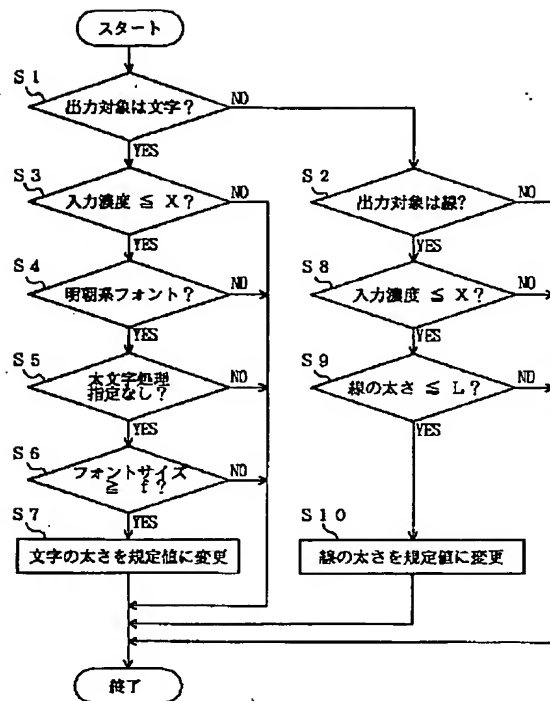 スタート
S1
出力対象は文字?
NO
YES
S3
入力濃度 ≦ X?
NO
YES
S4
明朝系フォント?
NO
YES
S5
太文字処理
指定なし?
NO
YES
S6
フォントサイズ
≦ f?
NO
YES
S7
文字の太さを規定値に変更
S2
出力対象は線?
NO
YES
S8
入力濃度 ≦ X?
NO
YES
S9
線の太さ ≦ L?
NO
YES
S10
線の太さを規定値に変更
終了